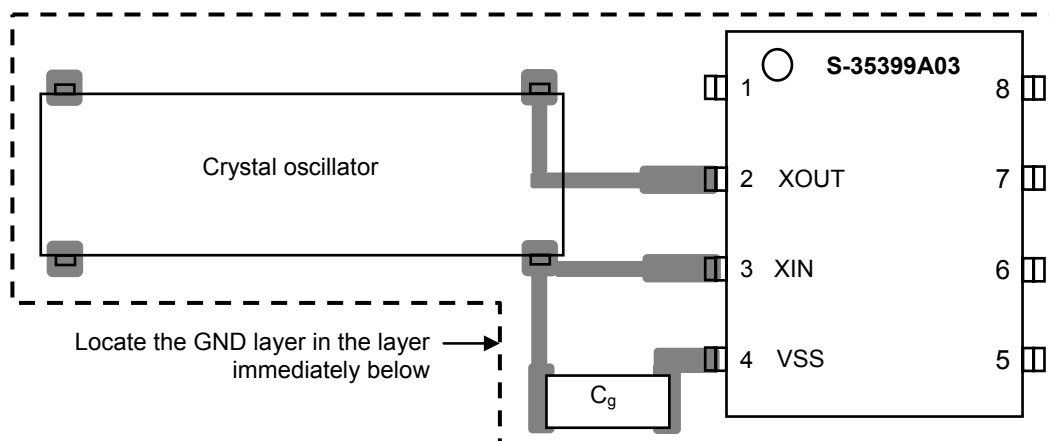 S-35399A03
1
8
Crystal oscillator
2 XOUT
7
3 XIN
6
Locate the GND layer in the layer
immediately below
4 VSS
5
Cg